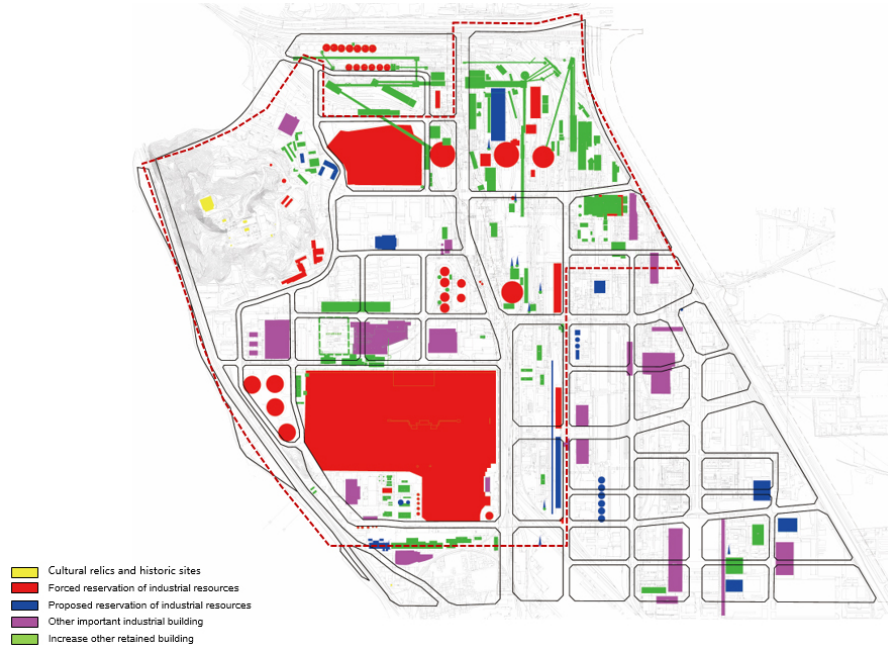 Cultural relics and historic sites
Forced reservation of industrial resources
Proposed reservation of industrial resources
Other important industrial building
Increase other retained building